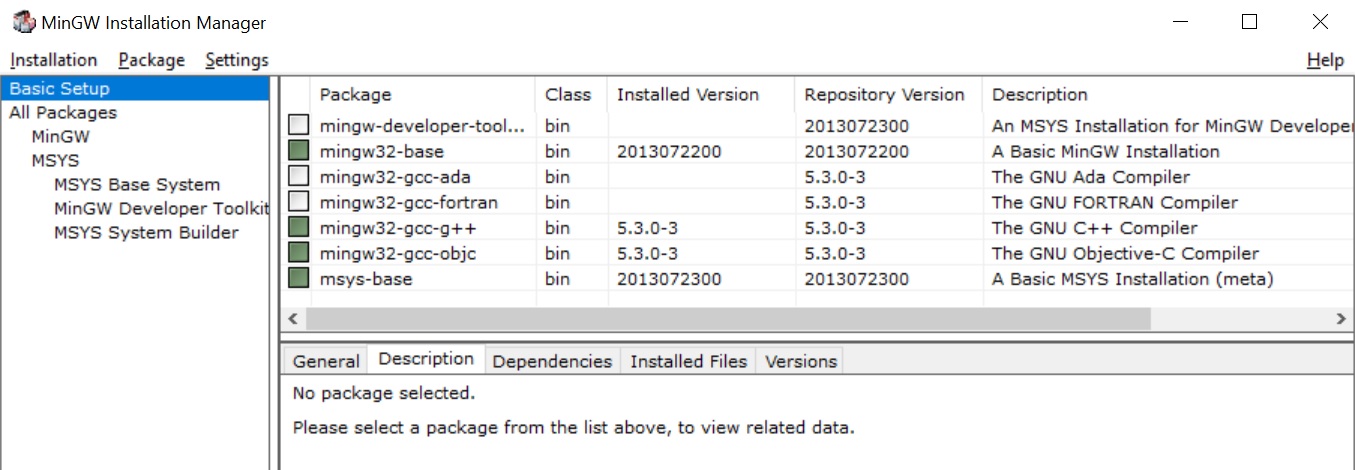 MinGW Installation Manager
Installation Package Settings Help
Basic Setup
All Packages
MinGW
MSYS
MSYS Base System
MinGW Developer Toolkit
MSYS System Builder
Package Class Installed Version Repository Version Description
mingw-developer-tool... bin 2013072300 An MSYS Installation for MinGW Developer
mingw32-base bin 2013072200 2013072200 A Basic MinGW Installation
mingw32-gcc-ada bin 5.3.0-3 The GNU Ada Compiler
mingw32-gcc-fortran bin 5.3.0-3 The GNU FORTRAN Compiler
mingw32-gcc-g++ bin 5.3.0-3 5.3.0-3 The GNU C++ Compiler
mingw32-gcc-objc bin 5.3.0-3 5.3.0-3 The GNU Objective-C Compiler
msys-base bin 2013072300 2013072300 A Basic MSYS Installation (meta)
General Description Dependencies Installed Files Versions
No package selected.
Please select a package from the list above, to view related data.